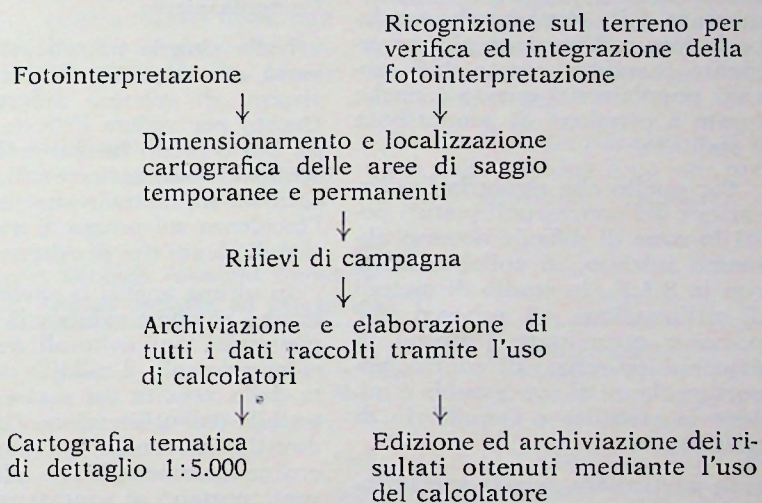 Fotointerpretazione
Ricognizione sul terreno per
verifica ed integrazione della
fotointerpretazione
Dimensionamento e localizzazione
cartografica delle aree di saggio
temporanee e permanenti
Rilievi di campagna
Archiviazione e elaborazione di
tutti i dati raccolti tramite l'uso
di calcolatori
Cartografia tematica
di dettaglio 1:5.000
Edizione ed archiviazione dei ri-
sultati ottenuti mediante l'uso
del calcolatore